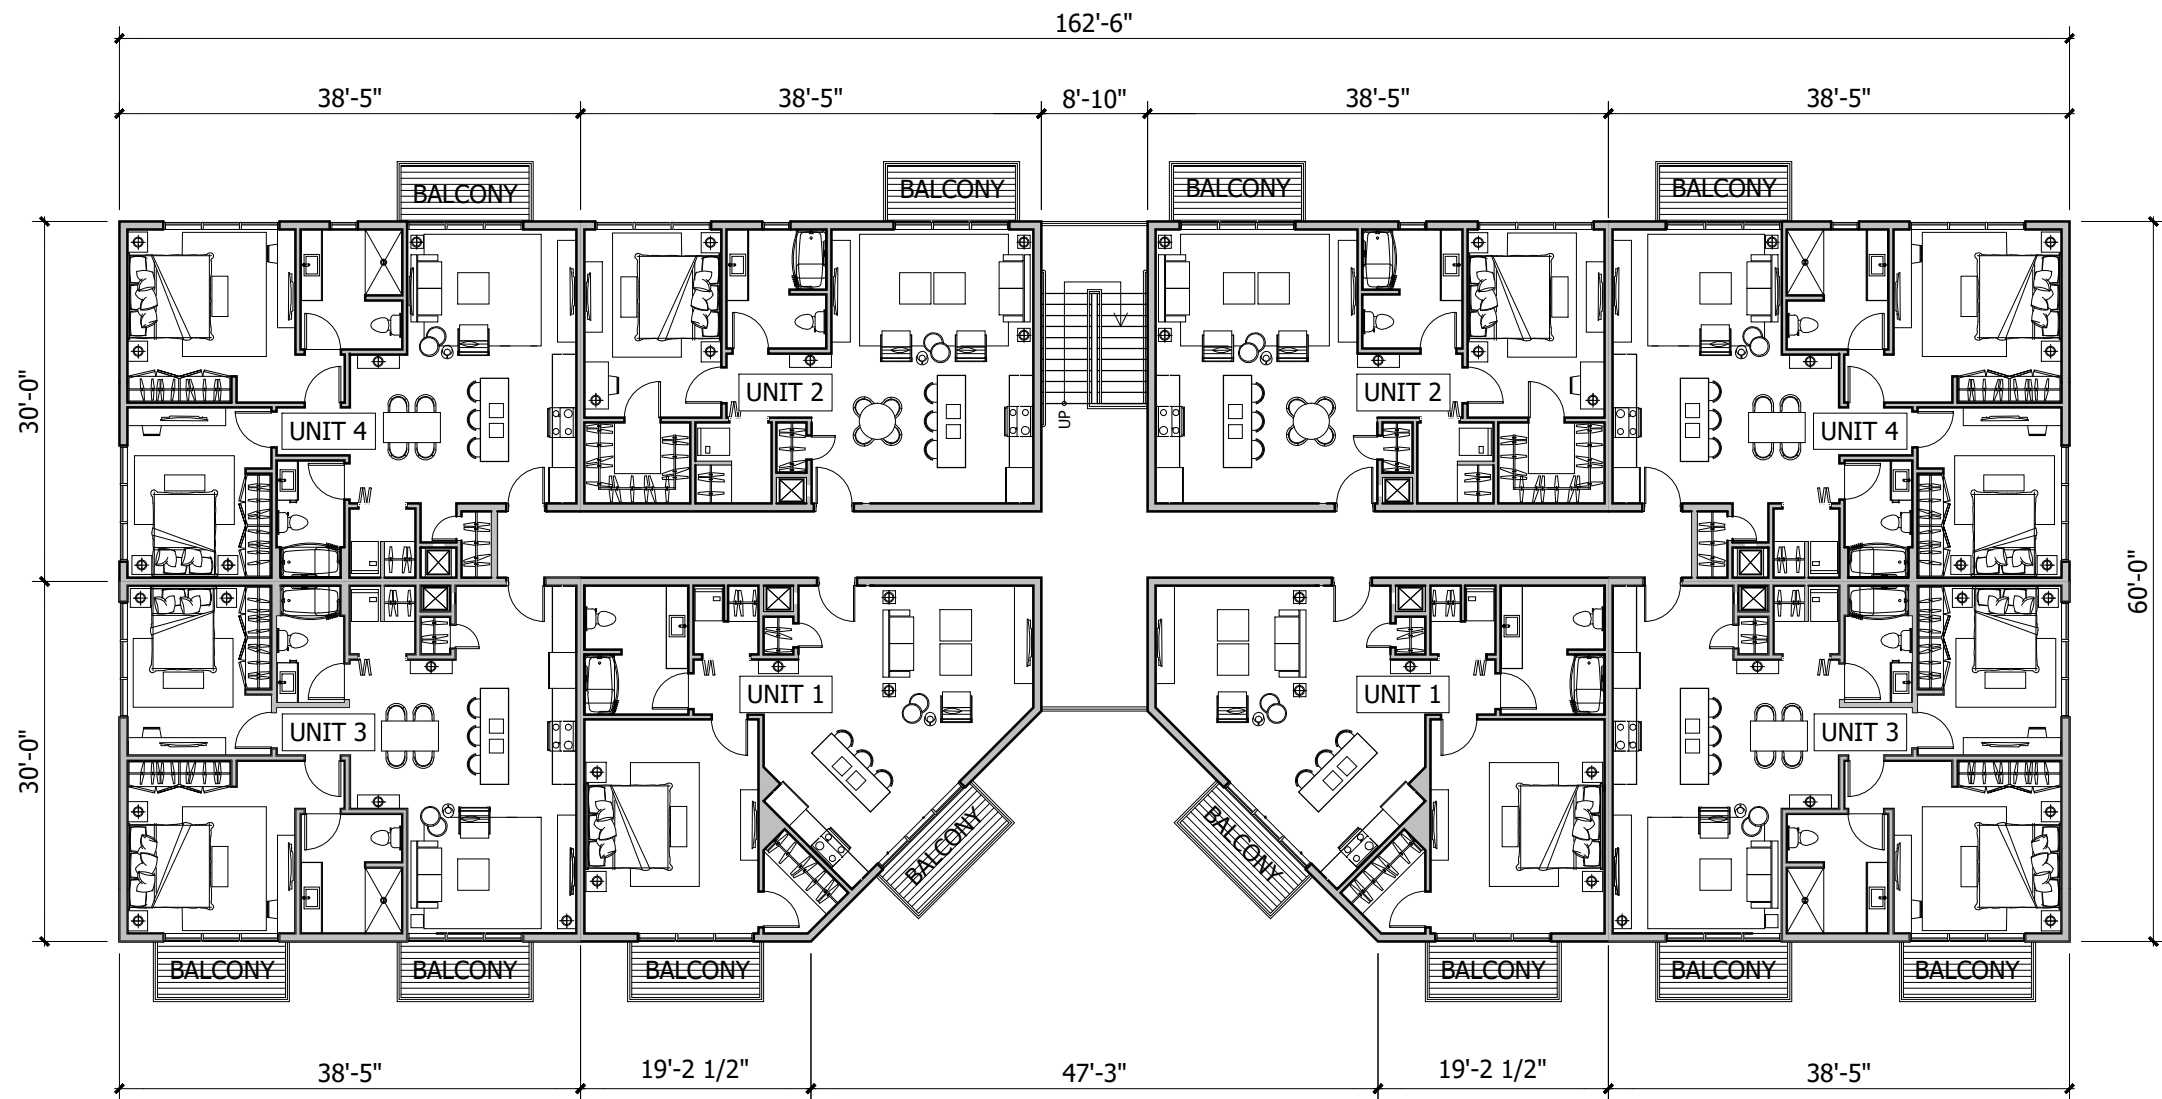 162'-6"
38'-5"
38'-5"
8'-10"
38'-5"
38'-5"
BALCONY
BALCONY
BALCONY
BALCONY
30'-0"
UNIT 4
UNIT 2
UP
UNIT 2
UNIT 4
60'-0"
30'-0"
UNIT 3
UNIT 1
UNIT 1
UNIT 3
BALCONY
BALCONY
BALCONY
BALCONY
BALCONY
BALCONY
BALCONY
BALCONY
38'-5"
19'-2 1/2"
47'-3"
19'-2 1/2"
38'-5"